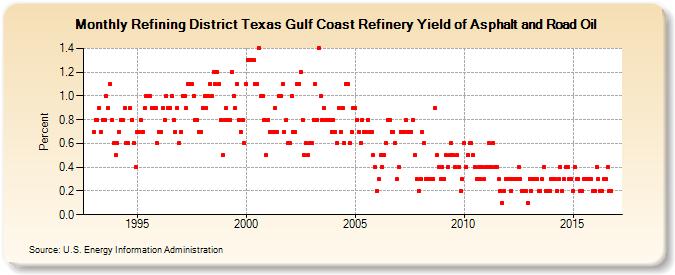 Monthly Refining District Texas Gulf Coast Refinery Yield of Asphalt and Road Oil
Percent
1.4
1.2
1.0
0.8
0.6
0.4
0.2
0.0
1995 2000 2005 2010 2015
Source: U.S. Energy Information Administration